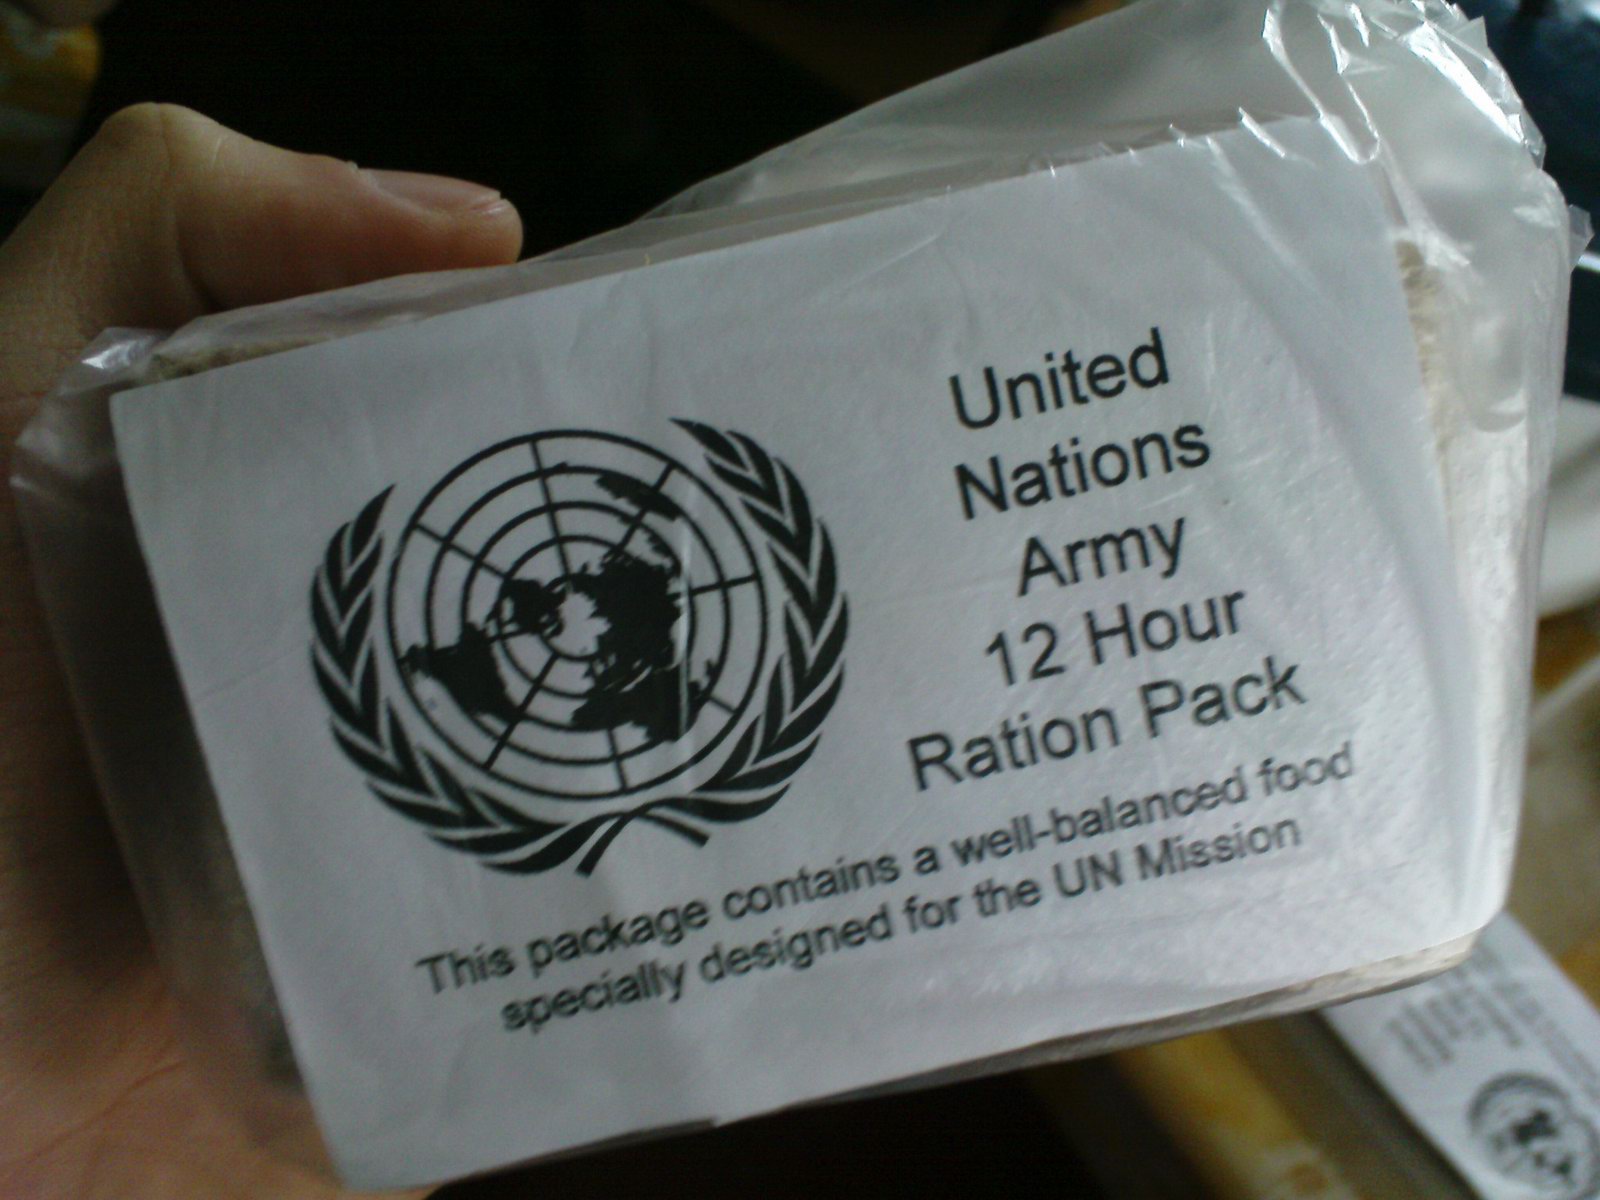 United
Nations
Army
12 Hour
Ration Pack
This package contains a well-balanced food
specially designed for the UN Mission